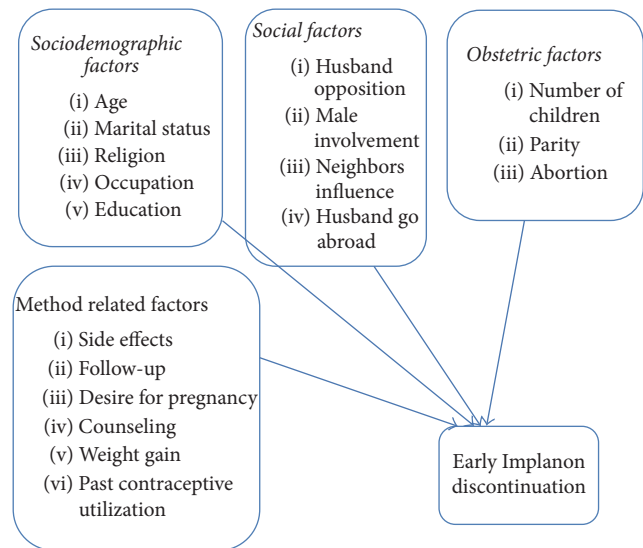 Sociodemographic
factors
(i) Age
(ii) Marital status
(iii) Religion
(iv) Occupation
(v) Education
Social factors
(i) Husband
opposition
(ii) Male
involvement
(iii) Neighbors
influence
(iv) Husband go
abroad
Obstetric factors
(i) Number of
children
(ii) Parity
(iii) Abortion
Method related factors
(i) Side effects
(ii) Follow-up
(iii) Desire for pregnancy
(iv) Counseling
(v) Weight gain
(vi) Past contraceptive
utilization
Early Implanon
discontinuation